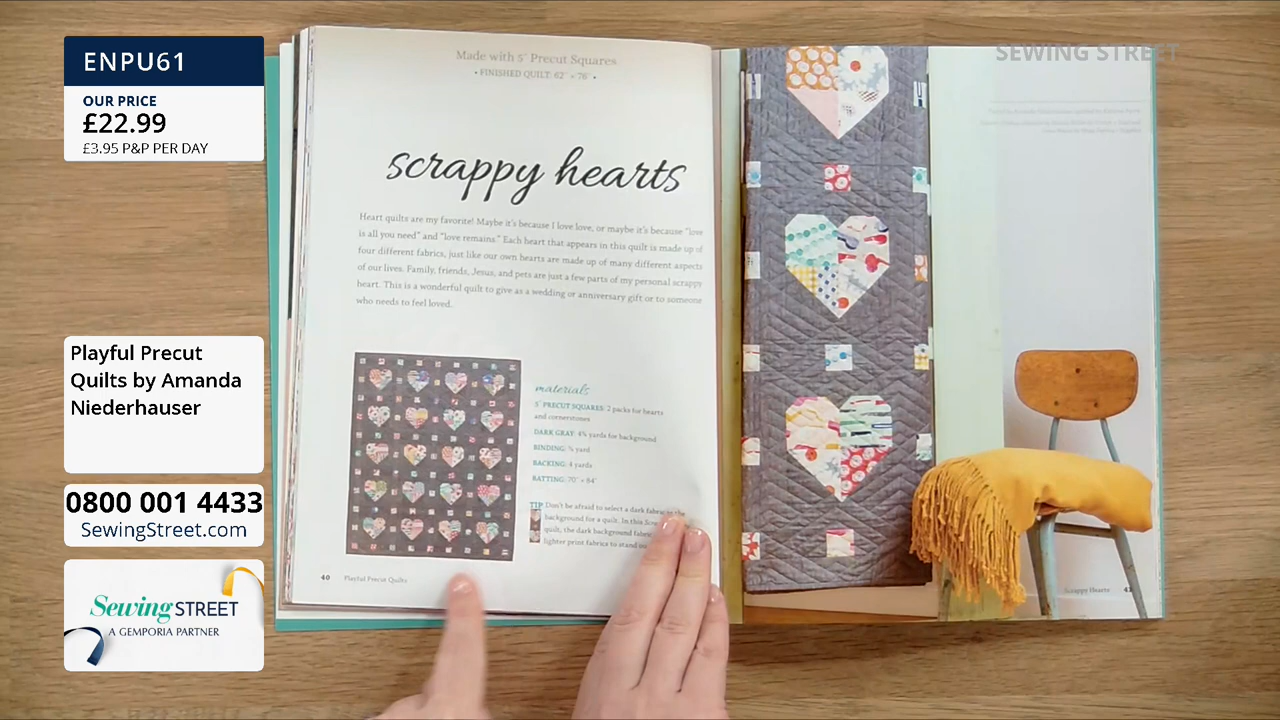 ENPU61
OUR PRICE
£22.99
£3.95 P&P PER DAY
Playful Precut
Quilts by Amanda
Niederhauser
0800 001 4433
SewingStreet.com
Sewing STREET
A GEMPORIA PARTNER
SEWING STREET
Made with 5" Precut Squares
• FINISHED QUILT: 62" × 76" •
scrappy hearts
Heart quilts are my favorite! Maybe it's because I love love, or maybe it's because "love
is all you need" and "love remains." Each heart that appears in this quilt is made up of
four different fabrics, just like our own hearts are made up of many different aspects
of our lives. Family, friends, Jesus, and pets are just a few parts of my personal scrappy
heart. This is a wonderful quilt to give as a wedding or anniversary gift or to someone
who needs to feel loved.
materials
5" PRECUT SQUARES: 2 packs for hearts
and cornerstones
DARK GRAY: 4¾ yards for background
BINDING: yard
BACKING: 4 yards
BATTING: 70" × 84"
TIP Don't be afraid to select a dark fabric in the
background for a quilt. In this
quilt, the dark background
lighter print fabrics to stand
40 Playful Precut Quilts
Scrappy Hearts